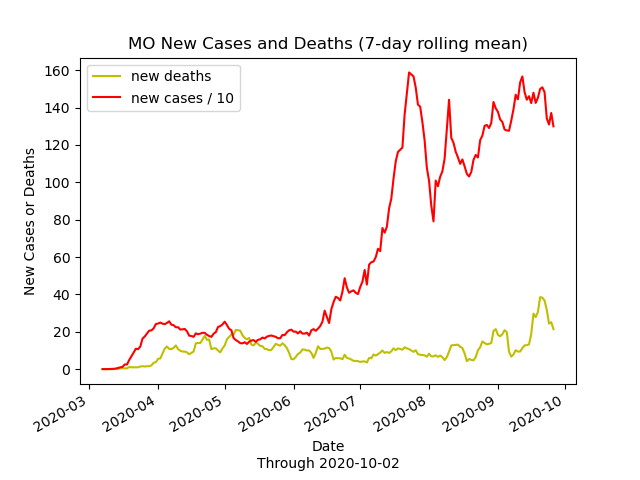 MO New Cases and Deaths (7-day rolling mean)
new deaths
new cases / 10
160
140
120
100
80
60
40
20
0
New Cases or Deaths
2020-03
2020-04
2020-05
2020-06
2020-07
2020-08
2020-09
2020-10
Date
Through 2020-10-02